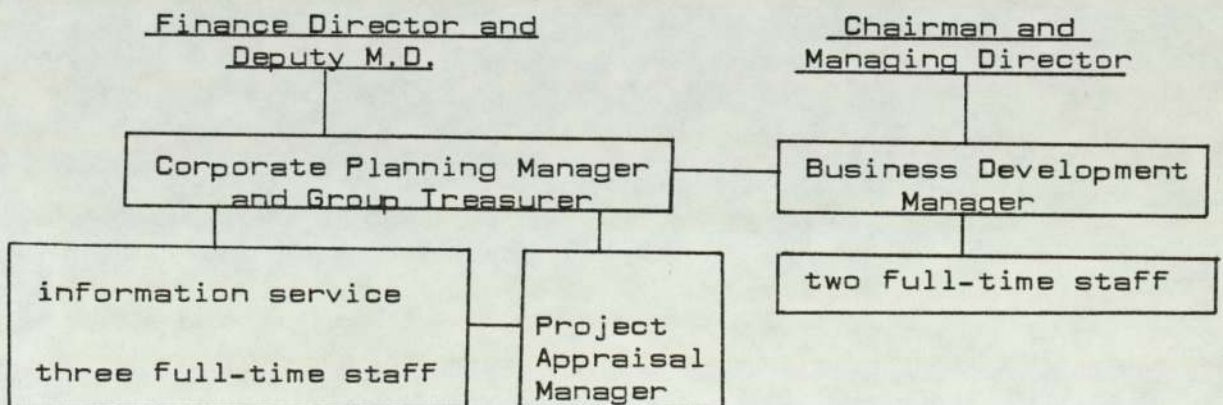 Finance Director and
Deputy M.D.
Chairman and
Managing Director
Corporate Planning Manager
and Group Treasurer
Business Development
Manager
information service
three full-time staff
Project
Appraisal
Manager
two full-time staff